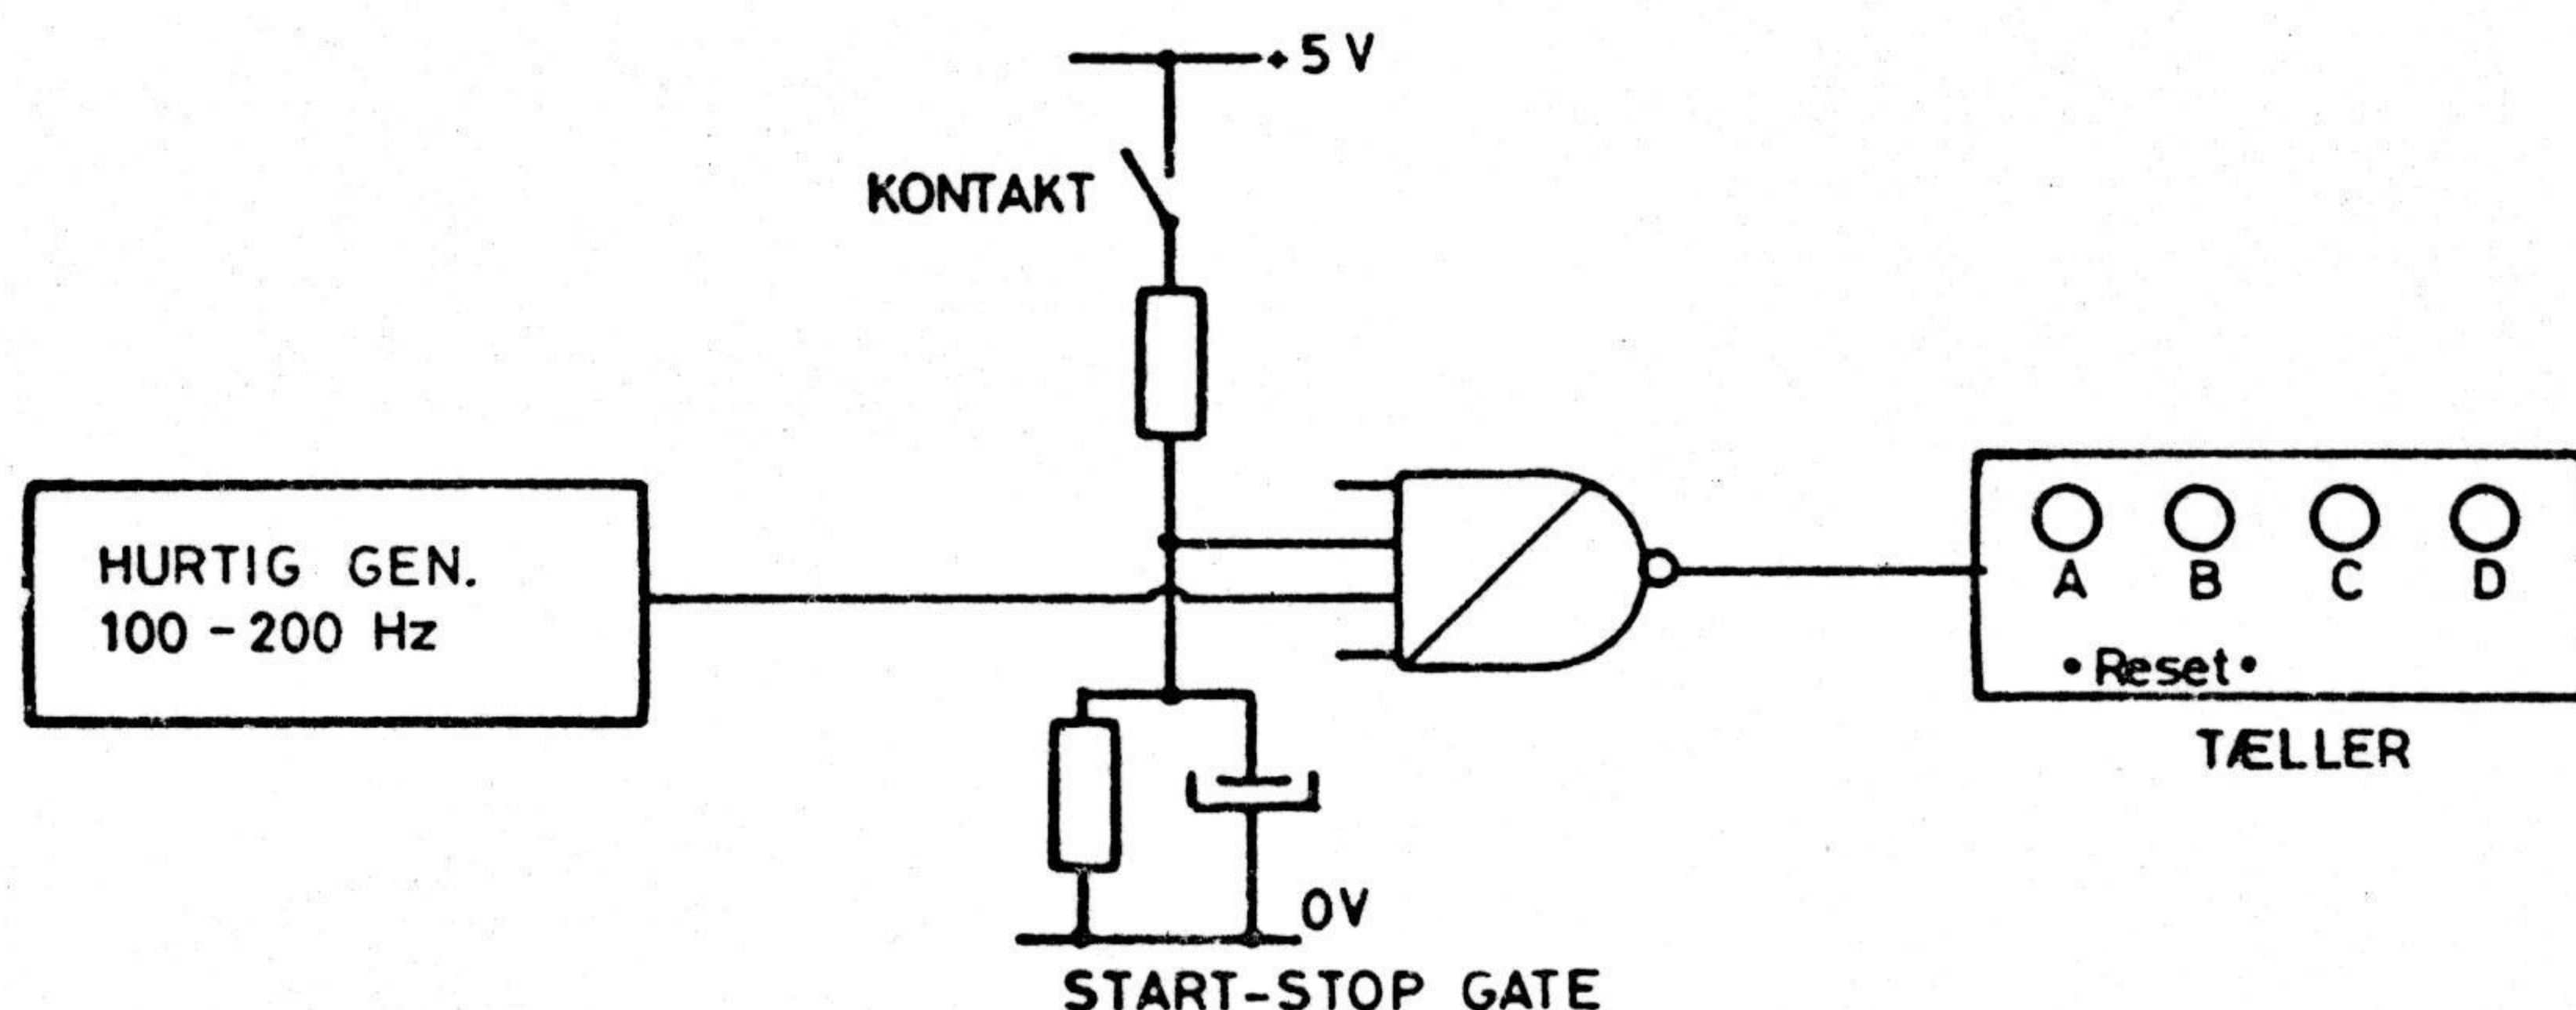 + 5 V
KONTAKT
HURTIG GEN.
100 - 200 Hz
A B C D
• Reset •
TÆLLER
0V
START-STOP GATE